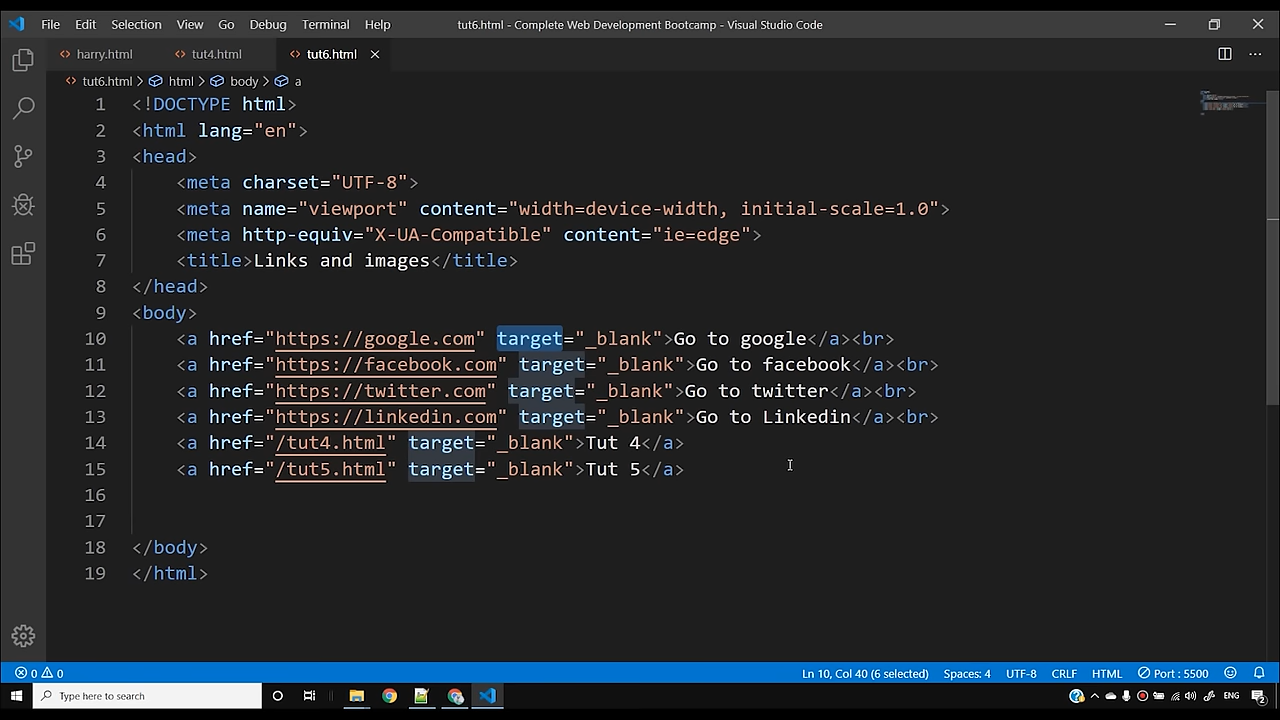 File Edit Selection View Go Debug Terminal Help tut6.html - Complete Web Development Bootcamp - Visual Studio Code
harry.html tut4.html tut6.html
tut6.html > html > body > a
1 <!DOCTYPE html>
2 <html lang="en">
3 <head>
4 <meta charset="UTF-8">
5 <meta name="viewport" content="width=device-width, initial-scale=1.0">
6 <meta http-equiv="X-UA-Compatible" content="ie=edge">
7 <title>Links and images</title>
8 </head>
9 <body>
10 <a href="https://google.com" target="_blank">Go to google</a><br>
11 <a href="https://facebook.com" target="_blank">Go to facebook</a><br>
12 <a href="https://twitter.com" target="_blank">Go to twitter</a><br>
13 <a href="https://linkedin.com" target="_blank">Go to Linkedin</a><br>
14 <a href="/tut4.html" target="_blank">Tut 4</a>
15 <a href="/tut5.html" target="_blank">Tut 5</a>
16
17
18 </body>
19 </html>
0 0 Ln 10, Col 40 (6 selected) Spaces: 4 UTF-8 CRLF HTML Port : 5500
Type here to search ENG 2